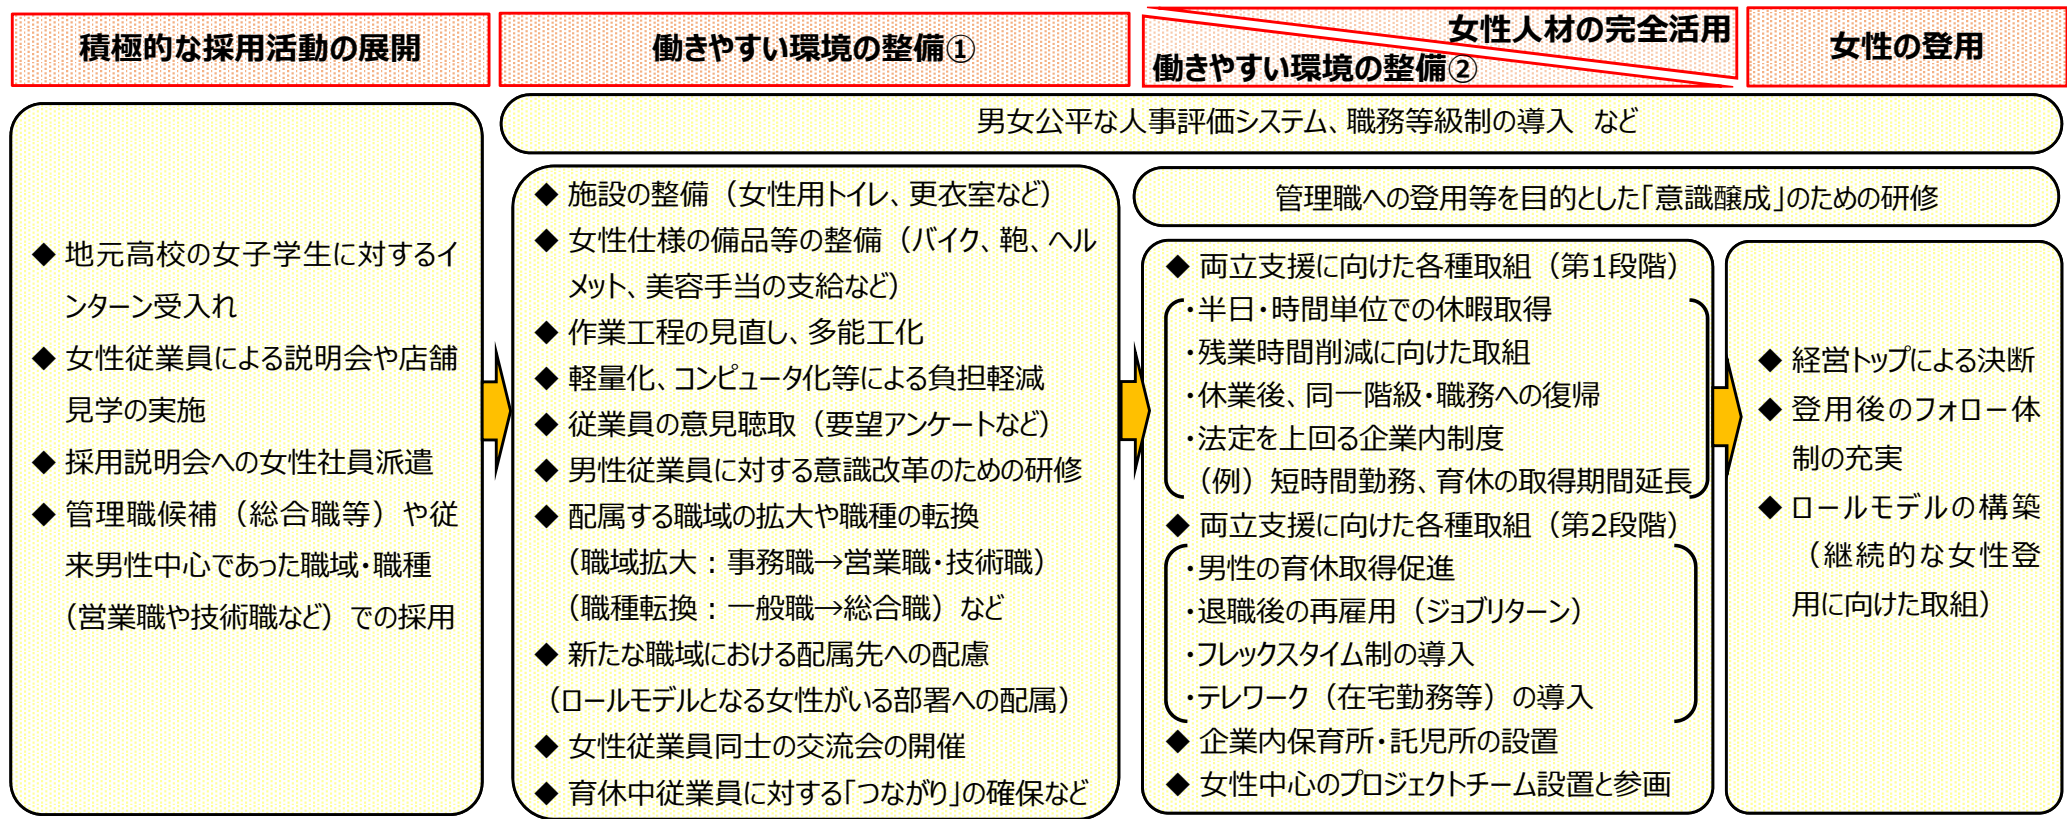 積極的な採用活動の展開
働きやすい環境の整備①
女性人材の完全活用
働きやすい環境の整備②
女性の登用
男女公平な人事評価システム、職務等級制の導入 など
◆ 地元高校の女子学生に対するイ
ンターン受入れ
◆ 女性従業員による説明会や店舗
見学の実施
◆ 採用説明会への女性社員派遣
◆ 管理職候補（総合職等）や従
来男性中心であった職域・職種
（営業職や技術職など）での採用
◆ 施設の整備（女性用トイレ、更衣室など）
◆ 女性仕様の備品等の整備（バイク、鞄、ヘル
メット、美容手当の支給など）
◆ 作業工程の見直し、多能工化
◆ 軽量化、コンピュータ化等による負担軽減
◆ 従業員の意見聴取（要望アンケートなど）
◆ 男性従業員に対する意識改革のための研修
◆ 配属する職域の拡大や職種の転換
（職域拡大：事務職→営業職・技術職）
（職種転換：一般職→総合職）など
◆ 新たな職域における配属先への配慮
（ロールモデルとなる女性がいる部署への配属）
◆ 女性従業員同士の交流会の開催
◆ 育休中従業員に対する「つながり」の確保など
管理職への登用等を目的とした「意識醸成」のための研修
◆ 両立支援に向けた各種取組（第1段階）
・半日・時間単位での休暇取得
・残業時間削減に向けた取組
・休業後、同一階級・職務への復帰
・法定を上回る企業内制度
（例）短時間勤務、育休の取得期間延長
◆ 両立支援に向けた各種取組（第2段階）
・男性の育休取得促進
・退職後の再雇用（ジョブリターン）
・フレックスタイム制の導入
・テレワーク（在宅勤務等）の導入
◆ 企業内保育所・託児所の設置
◆ 女性中心のプロジェクトチーム設置と参画
◆ 経営トップによる決断
◆ 登用後のフォロー体
制の充実
◆ ロールモデルの構築
（継続的な女性登
用に向けた取組）